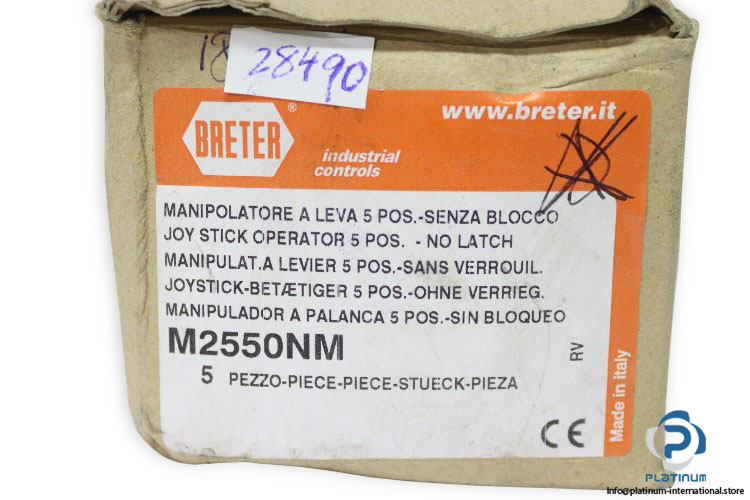 18
28490
BRETER
®
industrial
controls
www.breter.it
MANIPOLATORE A LEVA 5 POS.-SENZA BLOCCO
JOY STICK OPERATOR 5 POS. - NO LATCH
MANIPULAT.A LEVIER 5 POS.-SANS VERROUIL.
JOYSTICK-BETÆTIGER 5 POS.-OHNE VERRIEG.
MANIPULADOR A PALANCA 5 POS.-SIN BLOQUEO
M2550NM
5 PEZZO-PIECE-PIECE-STUECK-PIEZA
RV
Made in italy
CE
PLATINUM
Info@platinum-international.store